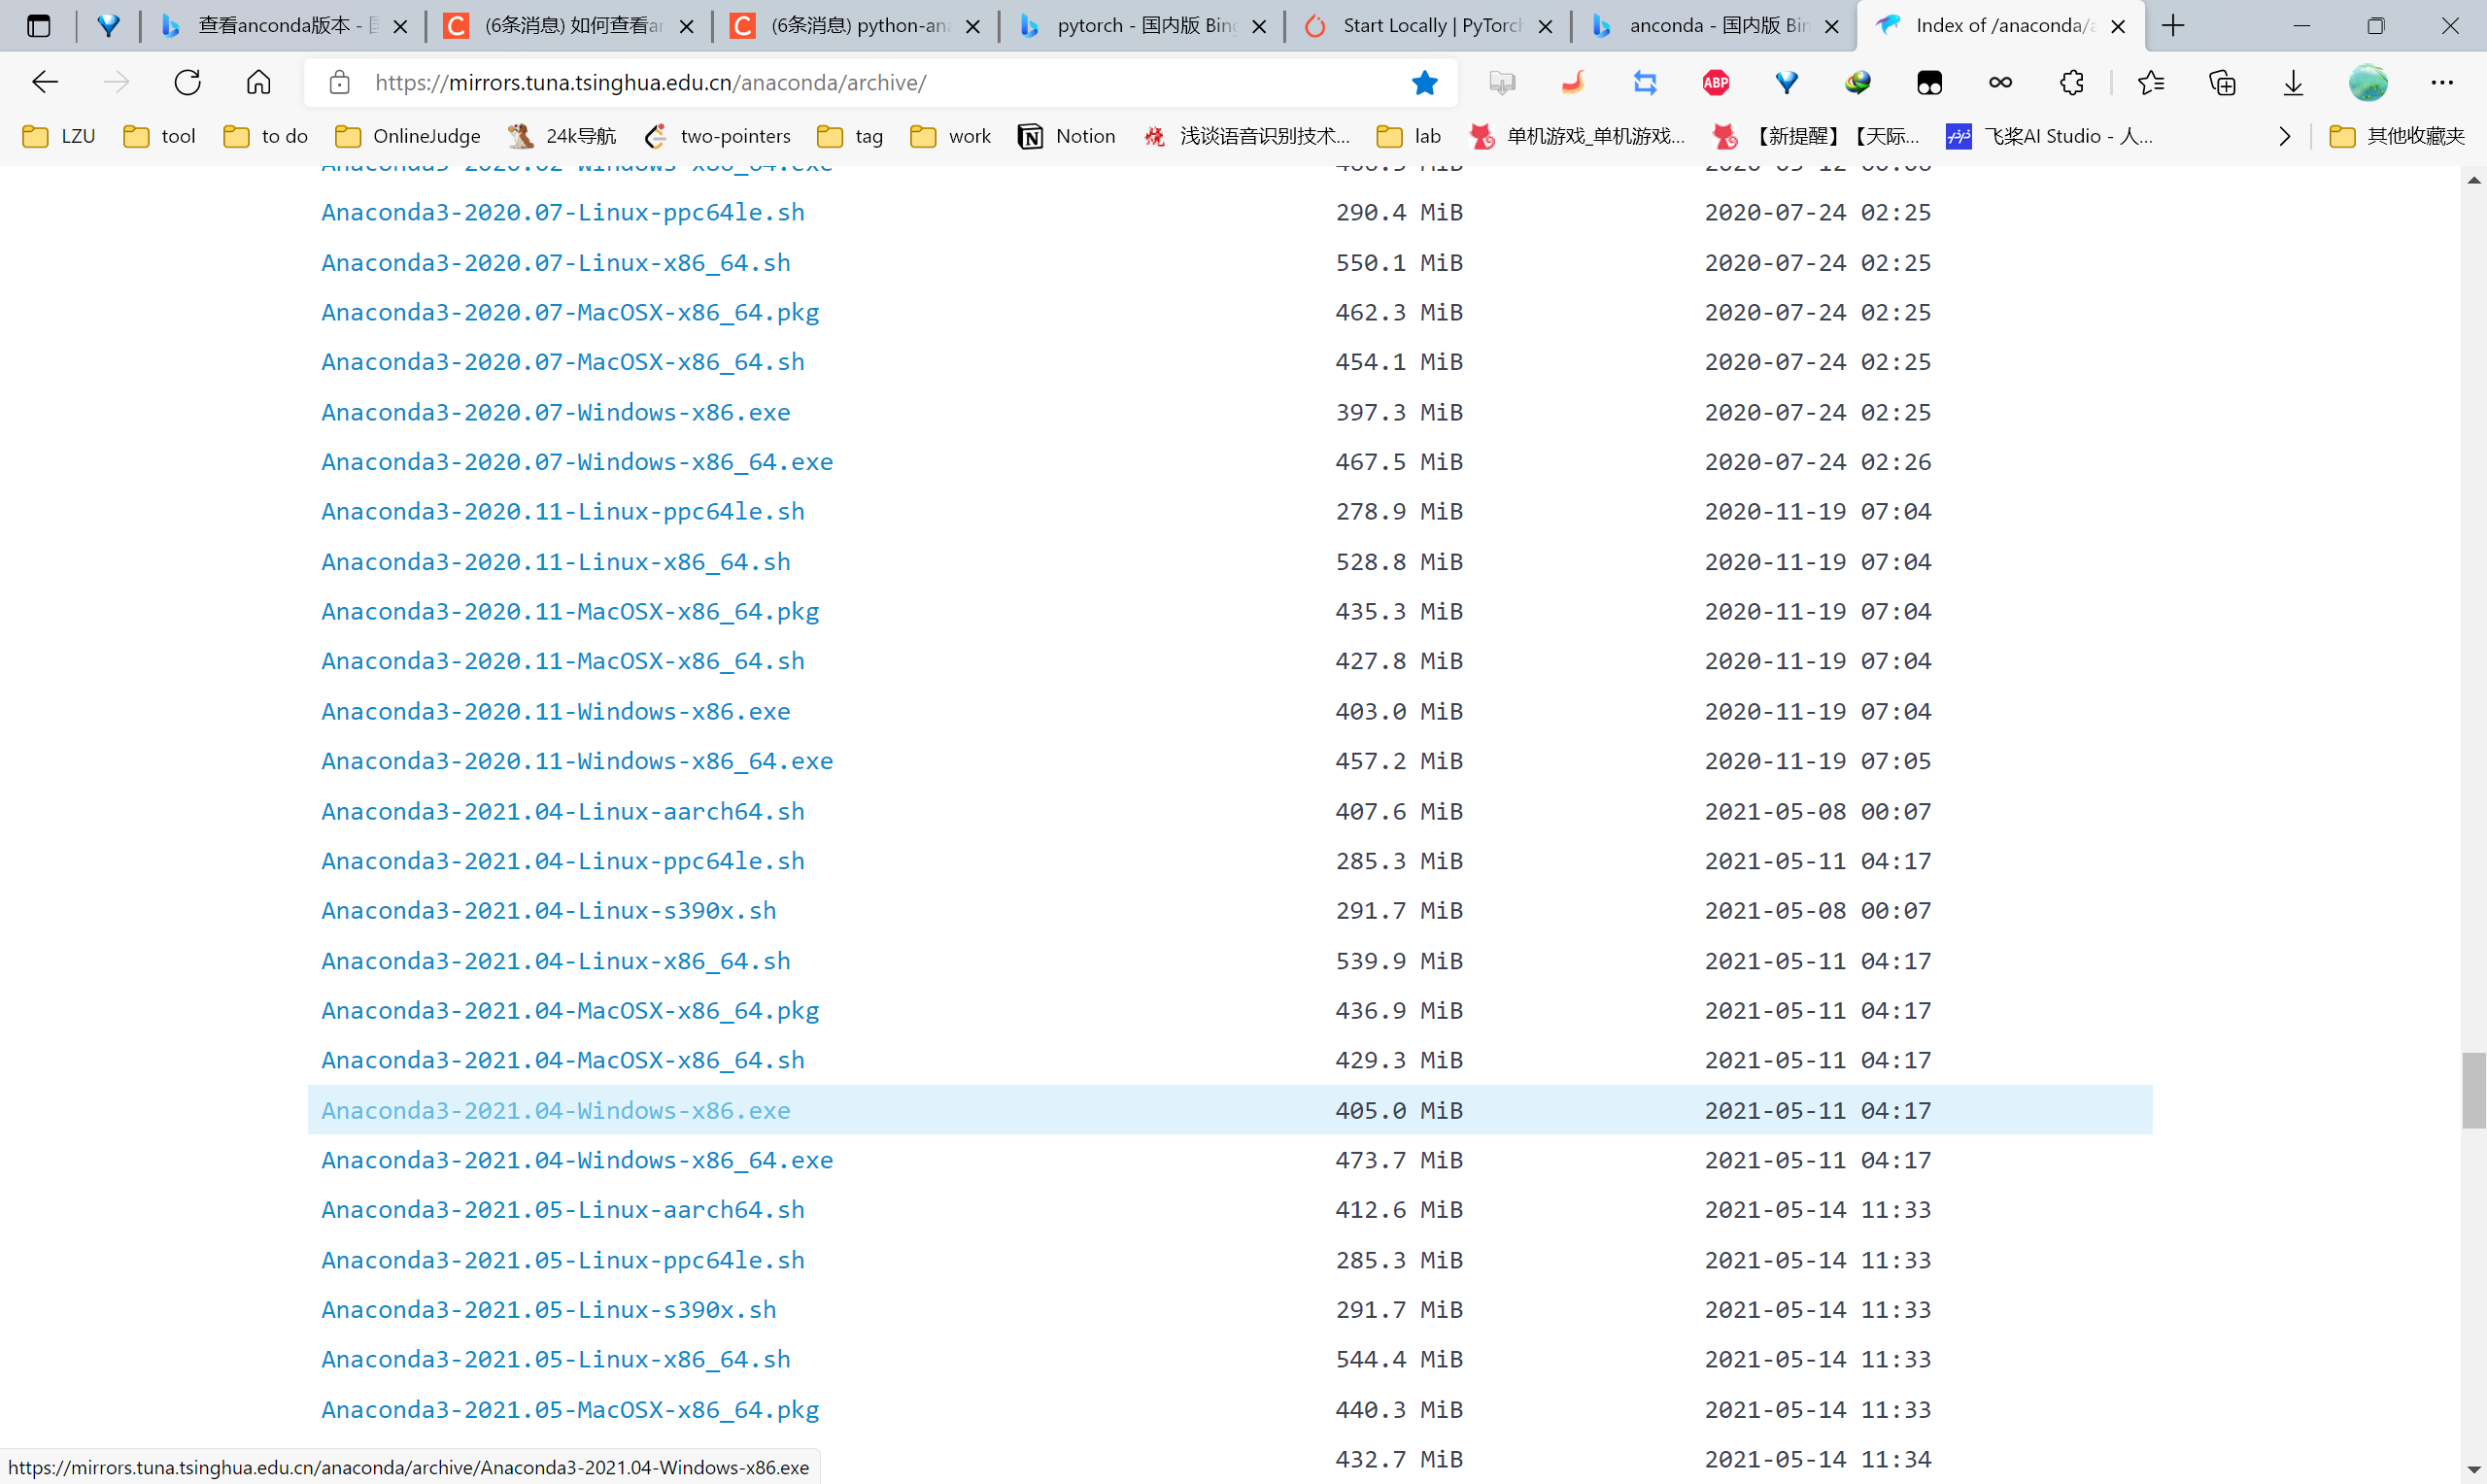 查看anconda版本 - 国
(6条消息) 如何查看an
(6条消息) python-ana
pytorch - 国内版 Bing
Start Locally | PyTorch
anconda - 国内版 Bin
Index of /anaconda/a
https://mirrors.tuna.tsinghua.edu.cn/anaconda/archive/
ABP
LZU tool to do OnlineJudge 24k导航 two-pointers tag work Notion 浅谈语音识别技术... lab 单机游戏_单机游戏... 【新提醒】【天际... 飞桨AI Studio - 人... 其他收藏夹
Anaconda3-2020.02-Windows-x86_64.exe
Anaconda3-2020.07-Linux-ppc64le.sh 290.4 MiB 2020-07-24 02:25
Anaconda3-2020.07-Linux-x86_64.sh 550.1 MiB 2020-07-24 02:25
Anaconda3-2020.07-MacOSX-x86_64.pkg 462.3 MiB 2020-07-24 02:25
Anaconda3-2020.07-MacOSX-x86_64.sh 454.1 MiB 2020-07-24 02:25
Anaconda3-2020.07-Windows-x86.exe 397.3 MiB 2020-07-24 02:25
Anaconda3-2020.07-Windows-x86_64.exe 467.5 MiB 2020-07-24 02:26
Anaconda3-2020.11-Linux-ppc64le.sh 278.9 MiB 2020-11-19 07:04
Anaconda3-2020.11-Linux-x86_64.sh 528.8 MiB 2020-11-19 07:04
Anaconda3-2020.11-MacOSX-x86_64.pkg 435.3 MiB 2020-11-19 07:04
Anaconda3-2020.11-MacOSX-x86_64.sh 427.8 MiB 2020-11-19 07:04
Anaconda3-2020.11-Windows-x86.exe 403.0 MiB 2020-11-19 07:04
Anaconda3-2020.11-Windows-x86_64.exe 457.2 MiB 2020-11-19 07:05
Anaconda3-2021.04-Linux-aarch64.sh 407.6 MiB 2021-05-08 00:07
Anaconda3-2021.04-Linux-ppc64le.sh 285.3 MiB 2021-05-11 04:17
Anaconda3-2021.04-Linux-s390x.sh 291.7 MiB 2021-05-08 00:07
Anaconda3-2021.04-Linux-x86_64.sh 539.9 MiB 2021-05-11 04:17
Anaconda3-2021.04-MacOSX-x86_64.pkg 436.9 MiB 2021-05-11 04:17
Anaconda3-2021.04-MacOSX-x86_64.sh 429.3 MiB 2021-05-11 04:17
Anaconda3-2021.04-Windows-x86.exe 405.0 MiB 2021-05-11 04:17
Anaconda3-2021.04-Windows-x86_64.exe 473.7 MiB 2021-05-11 04:17
Anaconda3-2021.05-Linux-aarch64.sh 412.6 MiB 2021-05-14 11:33
Anaconda3-2021.05-Linux-ppc64le.sh 285.3 MiB 2021-05-14 11:33
Anaconda3-2021.05-Linux-s390x.sh 291.7 MiB 2021-05-14 11:33
Anaconda3-2021.05-Linux-x86_64.sh 544.4 MiB 2021-05-14 11:33
Anaconda3-2021.05-MacOSX-x86_64.pkg 440.3 MiB 2021-05-14 11:33
432.7 MiB 2021-05-14 11:34
https://mirrors.tuna.tsinghua.edu.cn/anaconda/archive/Anaconda3-2021.04-Windows-x86.exe